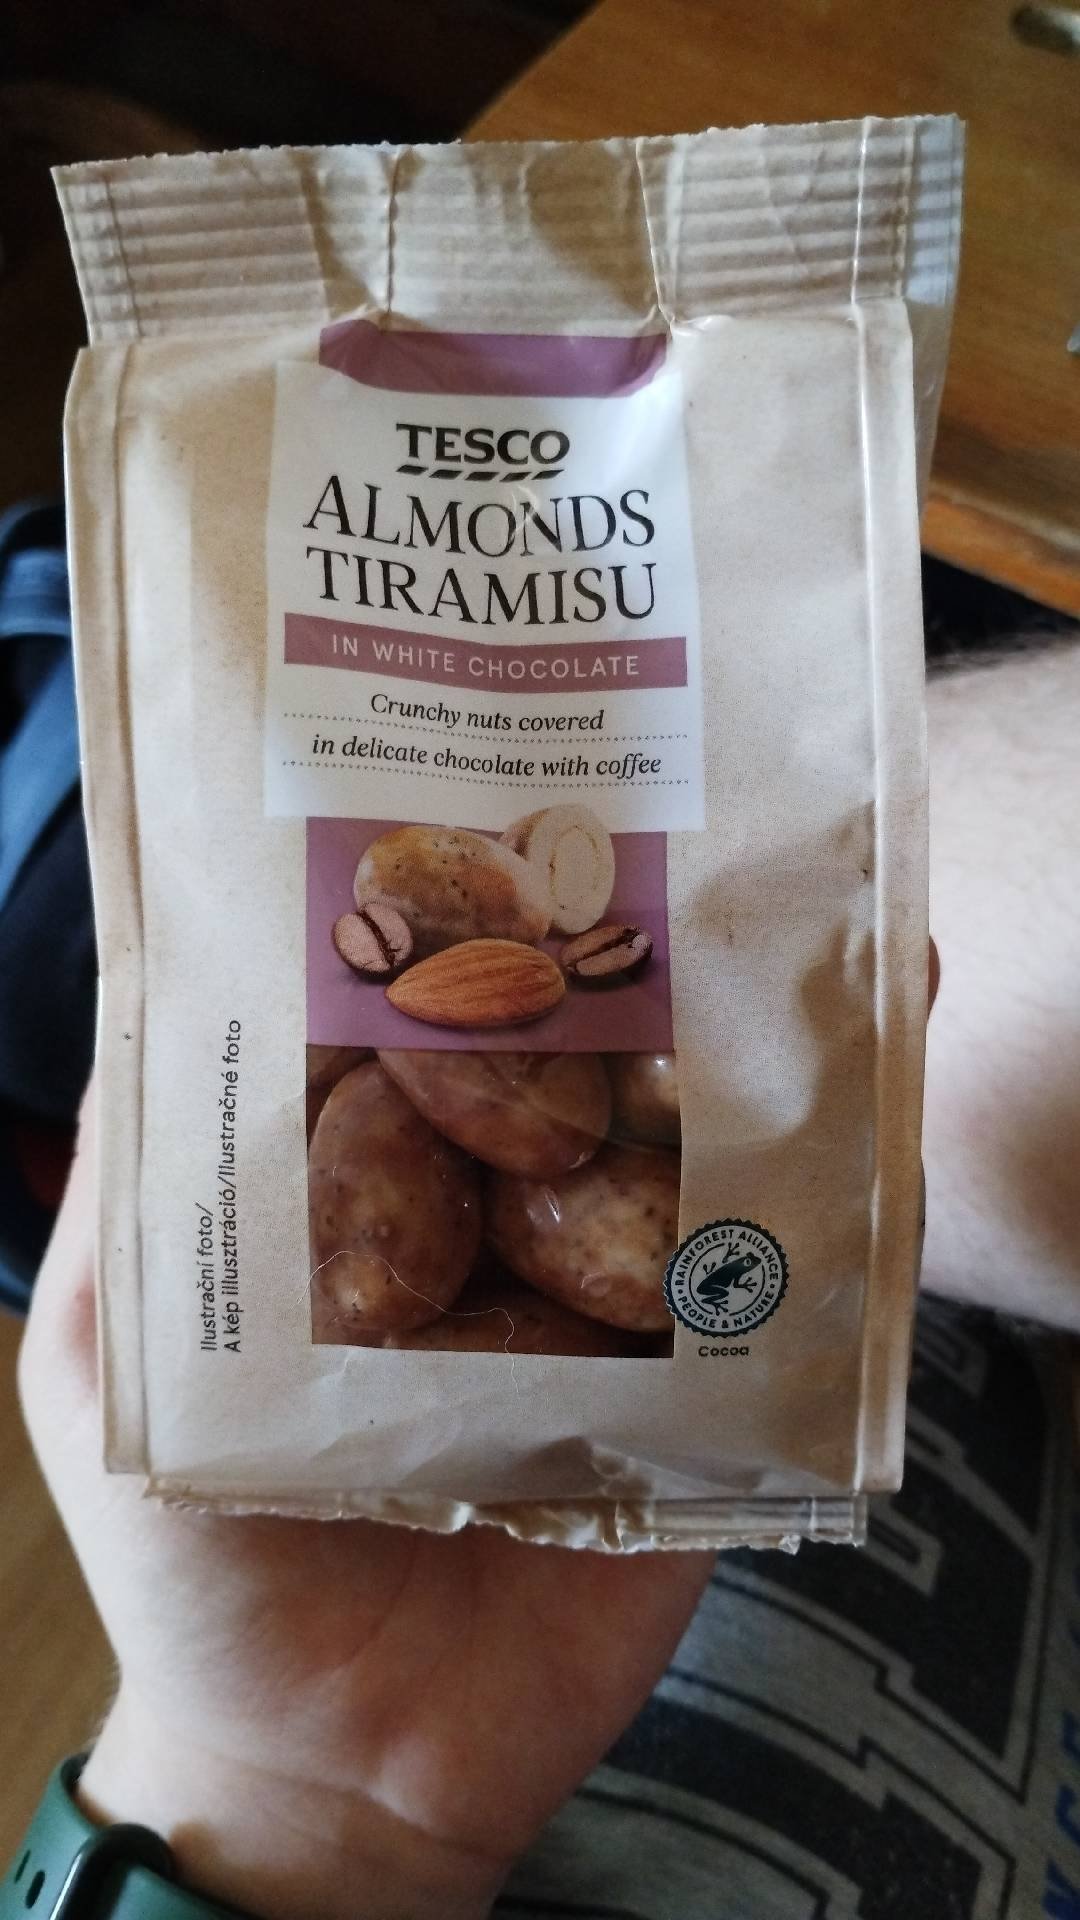 TESCO
ALMONDS
TIRAMISU
IN WHITE CHOCOLATE
Crunchy nuts covered
in delicate chocolate with coffee
Ilustrační foto/
A kép illusztráció/Ilustračné foto
RAINFOREST ALLIANCE
PEOPLE & NATURE
Cocoa